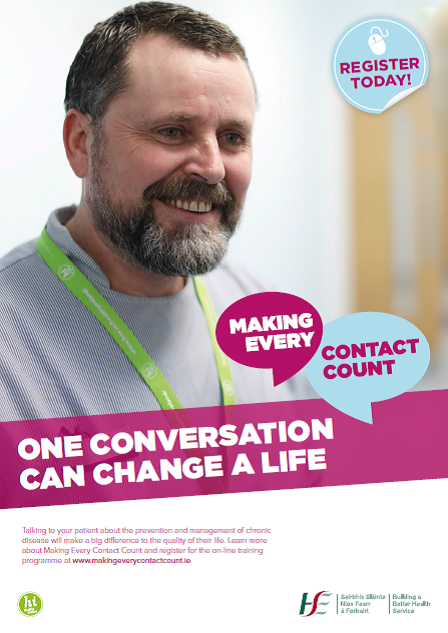 REGISTER
TODAY!
MAKING
EVERY
CONTACT
COUNT
ONE CONVERSATION
CAN CHANGE A LIFE
Talking to your patient about the prevention and management of chronic
disease will make a big difference to the quality of their life. Learn more
about Making Every Contact Count and register for the on-line training
programme at www.makingeverycontactcount.ie
hi
Seirbhís Sláinte
Níos Fearr
á Forbairt
Building a
Better Health
Service